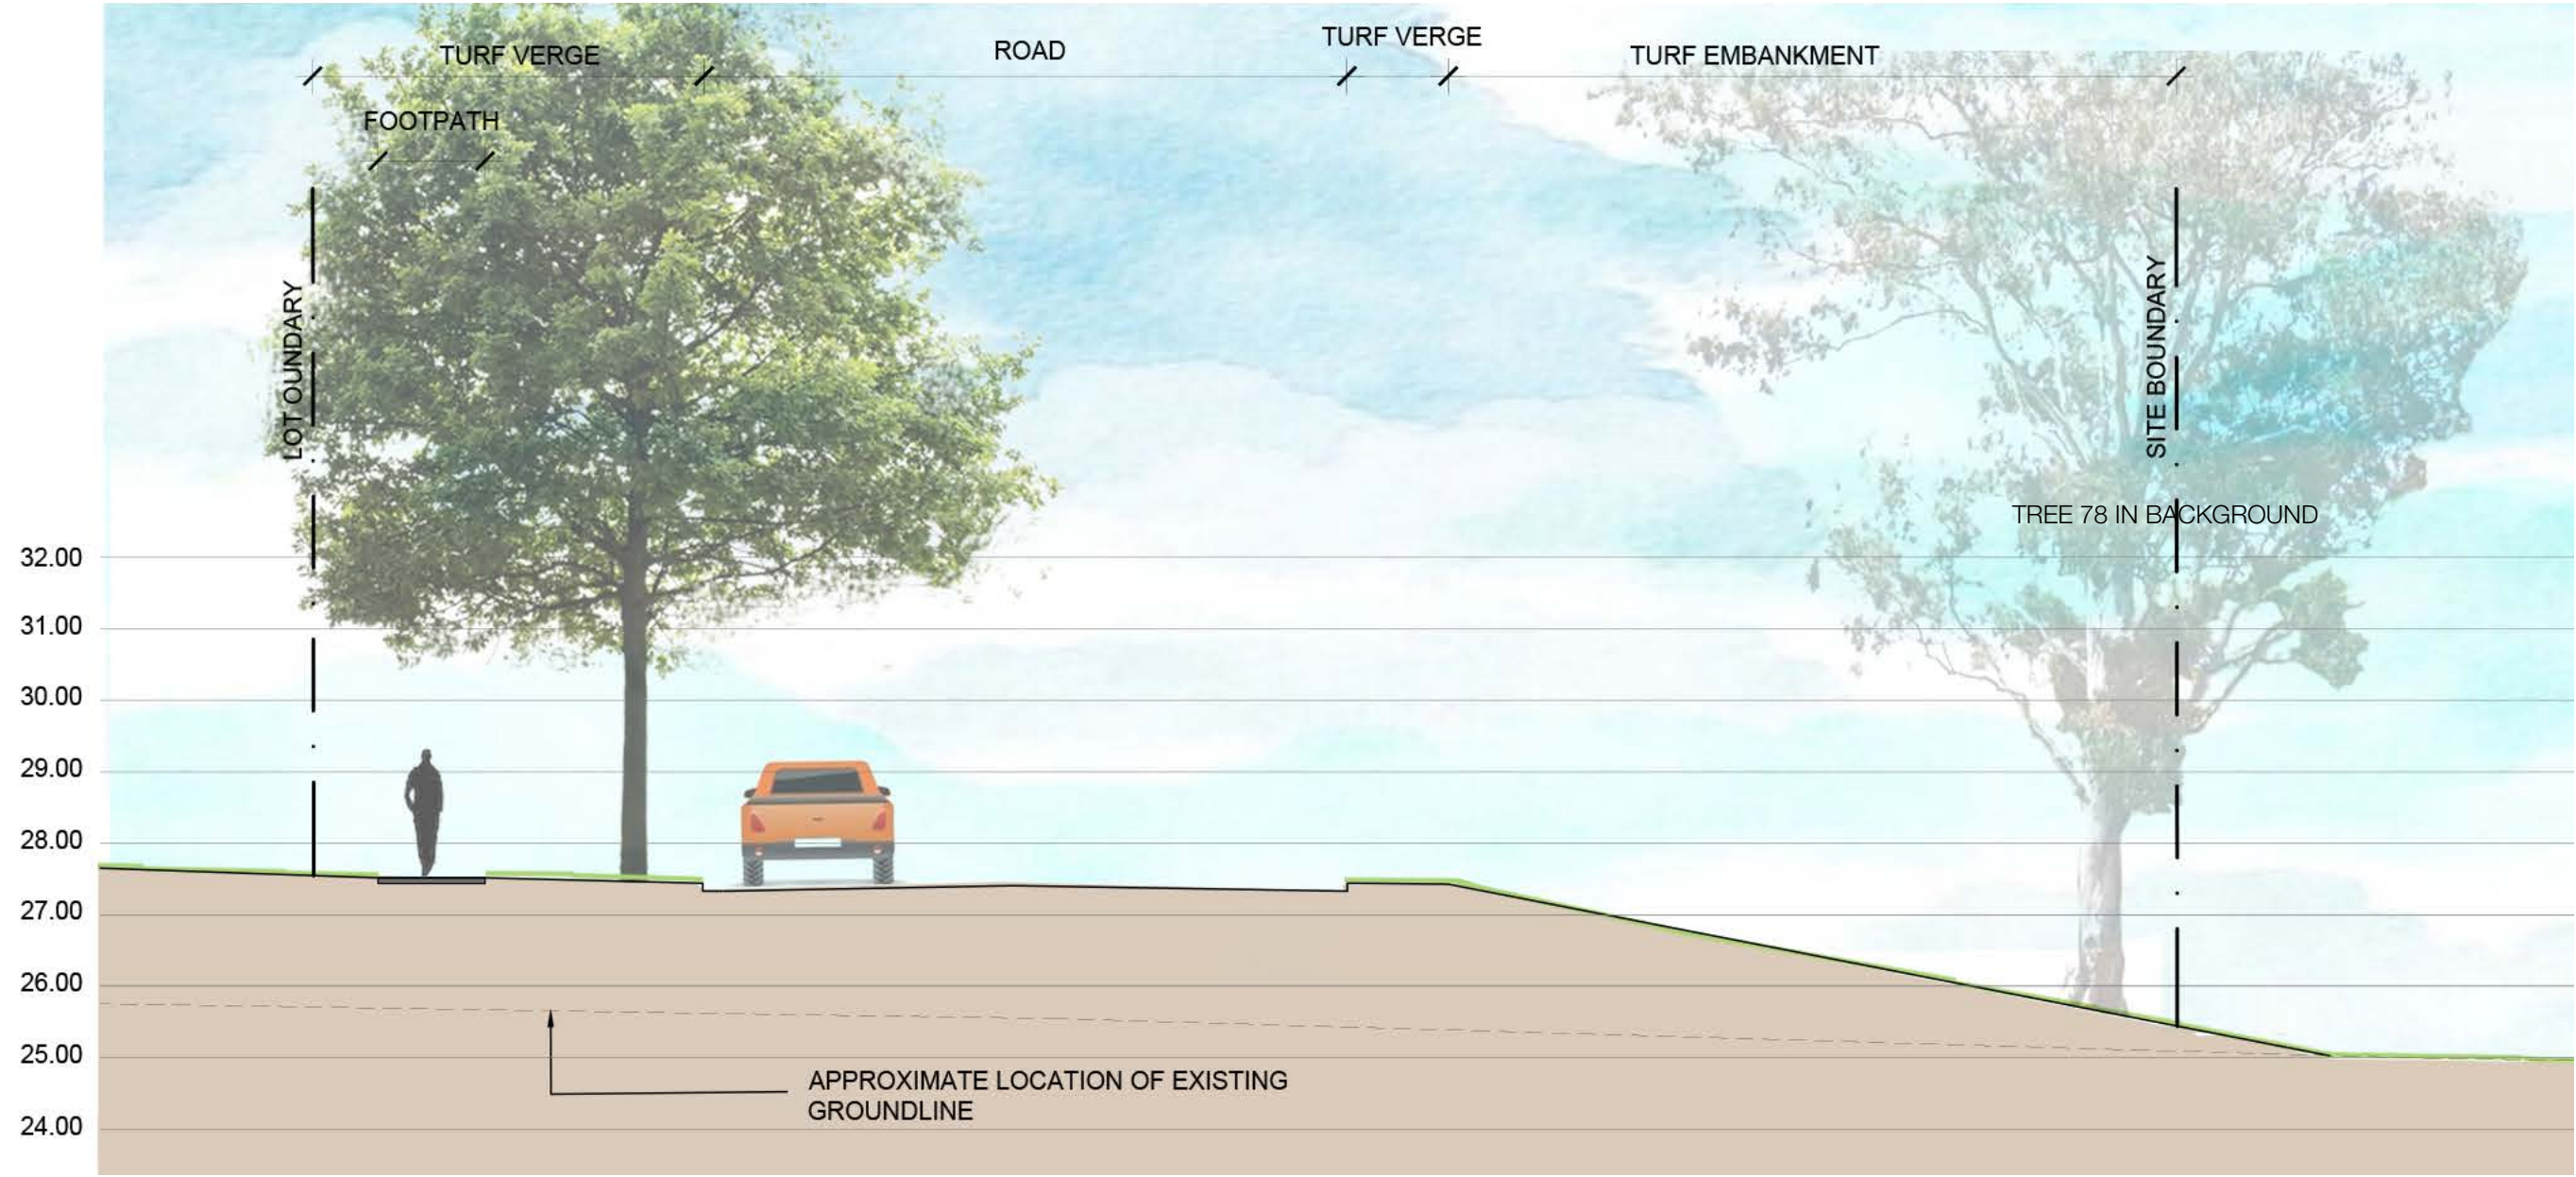 TURF VERGE
ROAD
TURF VERGE
TURF EMBANKMENT
FOOTPATH
LOT OUNDARY
SITE BOUNDARY
TREE 78 IN BACKGROUND
32.00
31.00
30.00
29.00
28.00
27.00
26.00
25.00
24.00
APPROXIMATE LOCATION OF EXISTING
GROUNDLINE